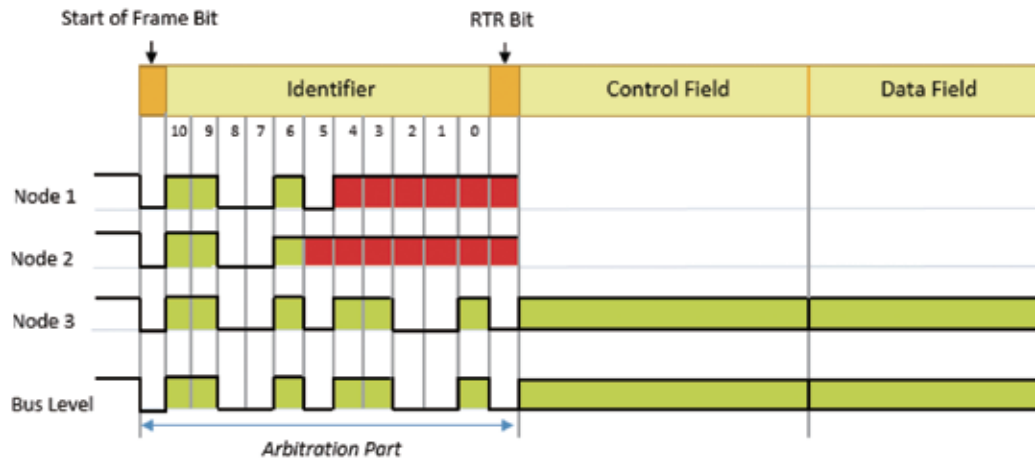 Start of Frame Bit RTR Bit
Identifier Control Field Data Field
10 9 8 7 6 5 4 3 2 1 0
Node 1
Node 2
Node 3
Bus Level
Arbitration Part